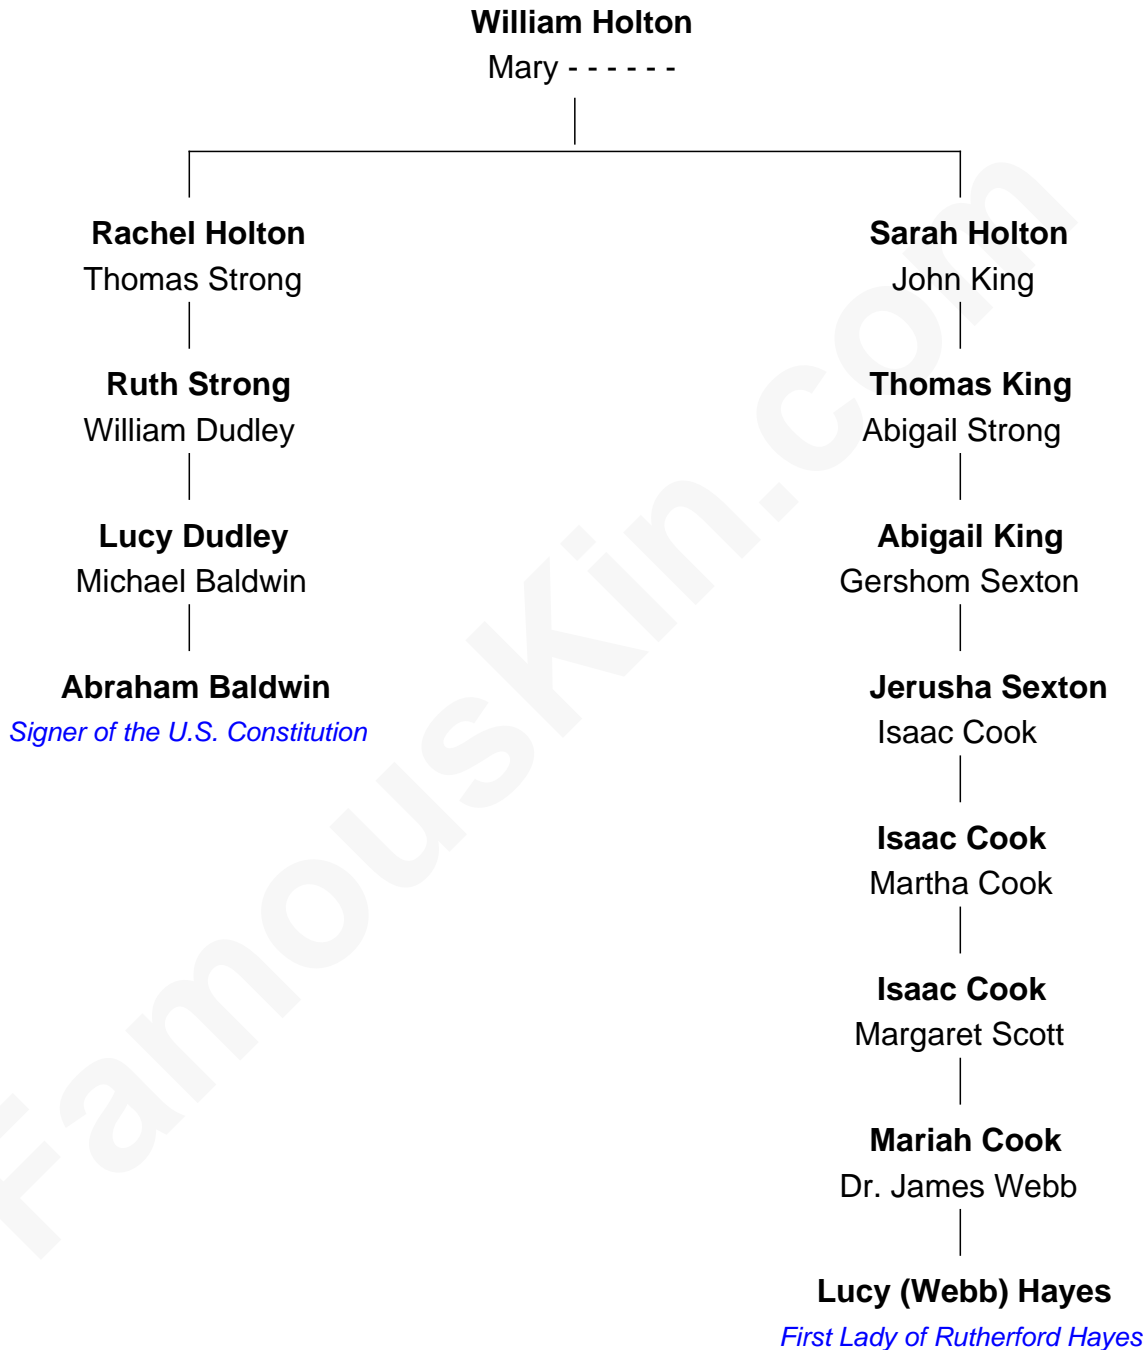 William Holton
Mary - - - - - -
Rachel Holton
Thomas Strong
Sarah Holton
John King
Ruth Strong
William Dudley
Thomas King
Abigail Strong
Lucy Dudley
Michael Baldwin
Abigail King
Gershom Sexton
Abraham Baldwin
Signer of the U.S. Constitution
Jerusha Sexton
Isaac Cook
Isaac Cook
Martha Cook
Isaac Cook
Margaret Scott
Mariah Cook
Dr. James Webb
Lucy (Webb) Hayes
First Lady of Rutherford Hayes
FamousKin.com